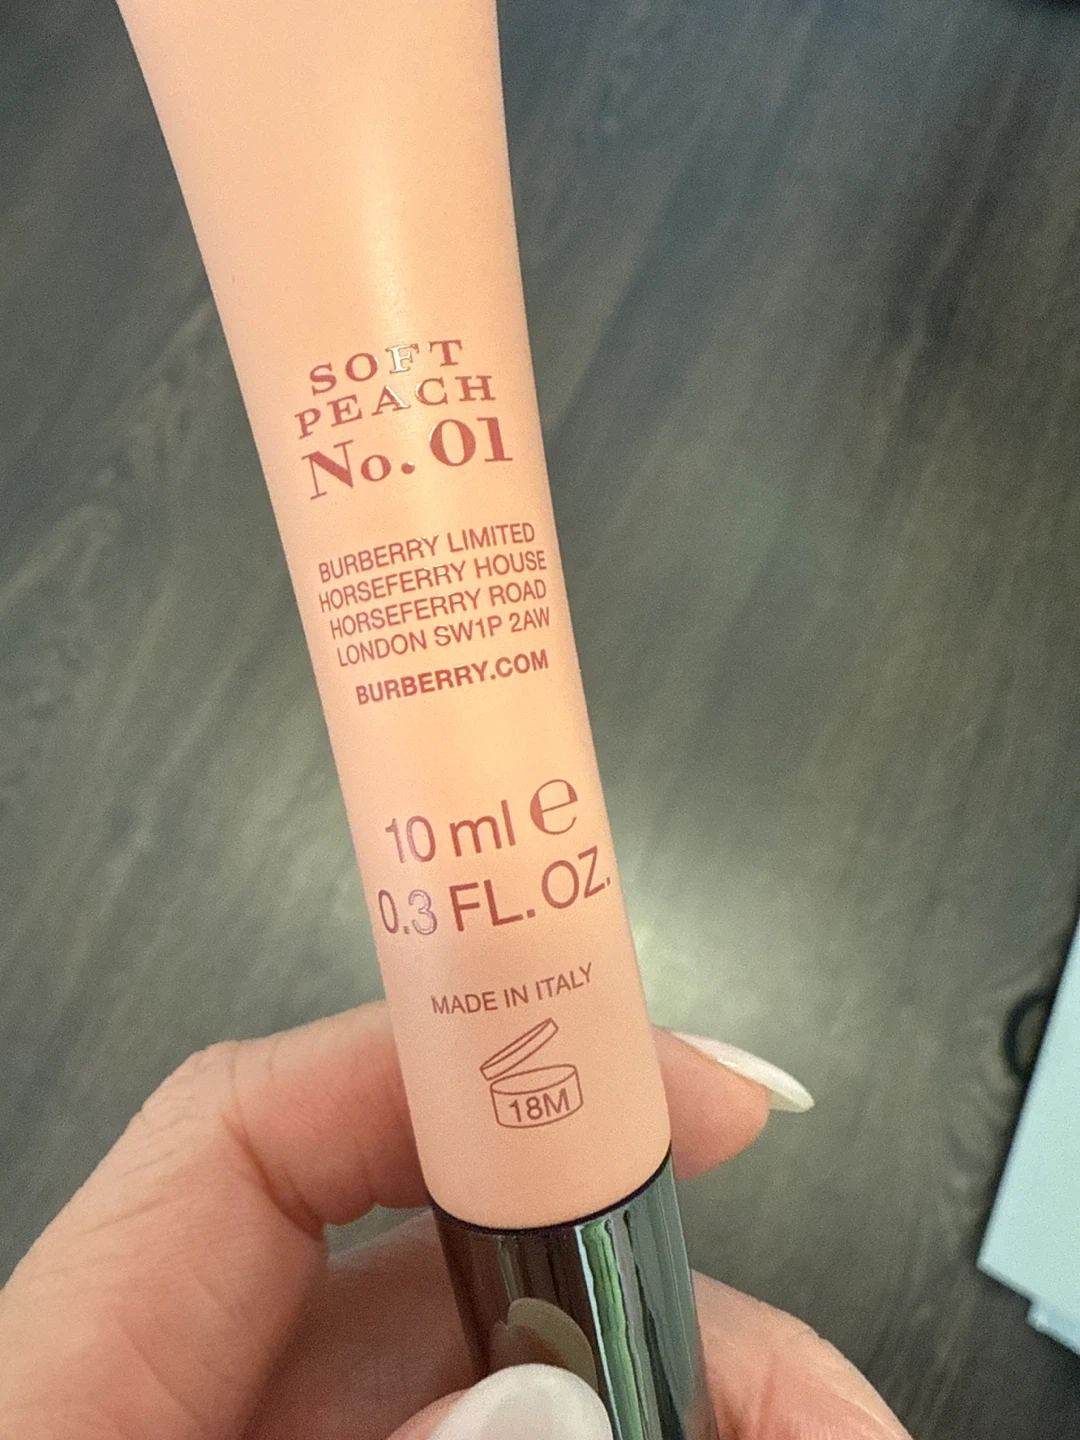 SOFT
PEACH
No. 01
BURBERRY LIMITED
HORSEFERRY HOUSE
HORSEFERRY ROAD
LONDON SW1P 2AW
BURBERRY.COM
10 ml ℮
0.3 FL. OZ.
MADE IN ITALY
18M